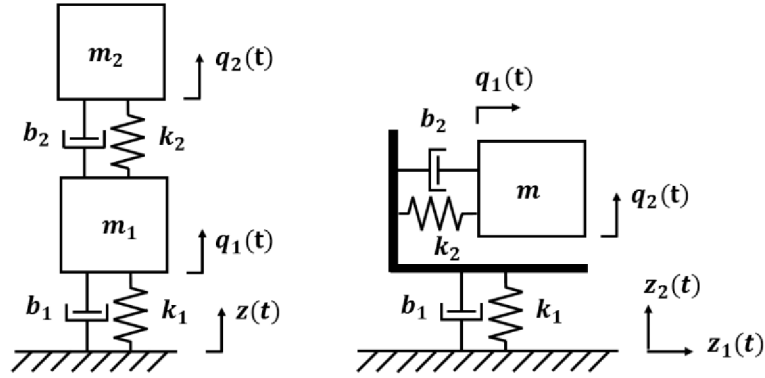 m₂
q₂(t)
b₂
k₂
m₁
q₁(t)
b₁
k₁
z(t)
q₁(t)
b₂
m
q₂(t)
k₂
b₁
k₁
z₂(t)
z₁(t)